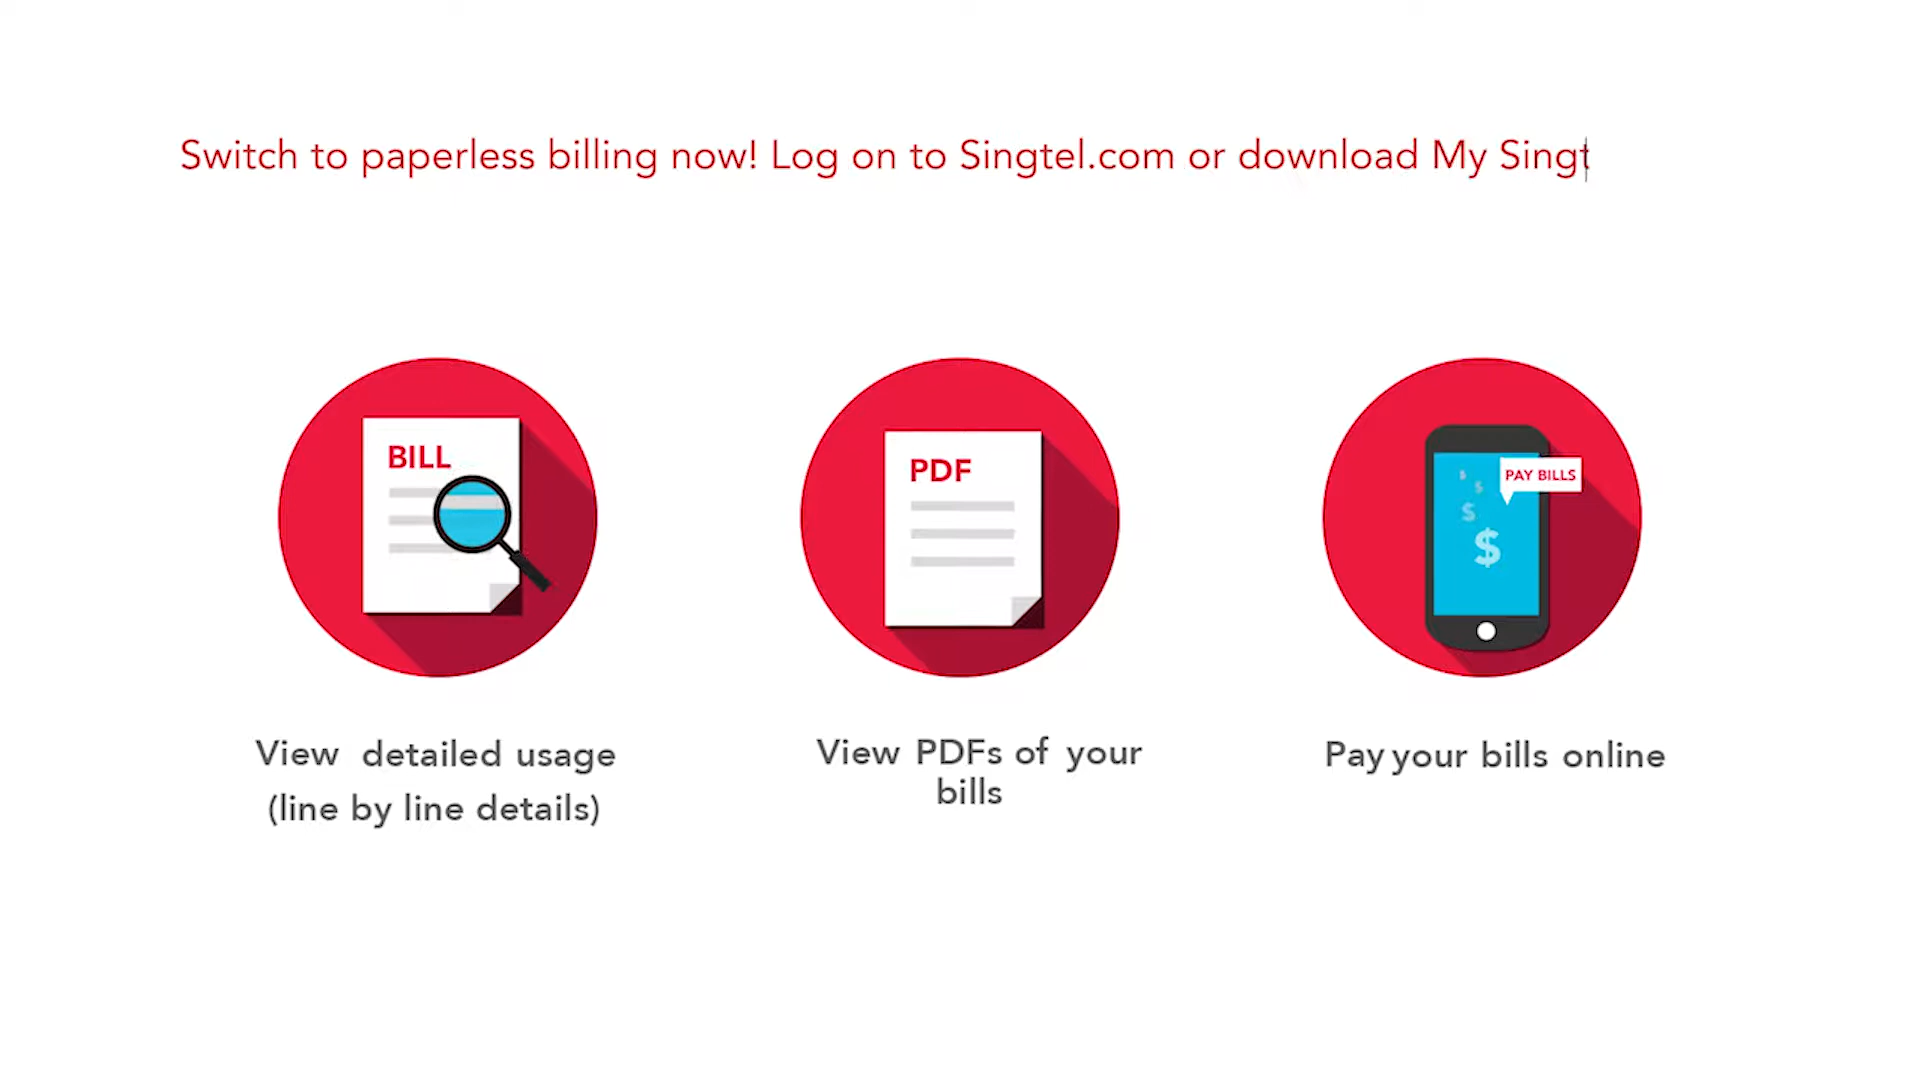 Switch to paperless billing now! Log on to Singtel.com or download My Singt
BILL
PDF
PAY BILLS
$
$
$
$
View detailed usage
(line by line details)
View PDFs of your
bills
Pay your bills online